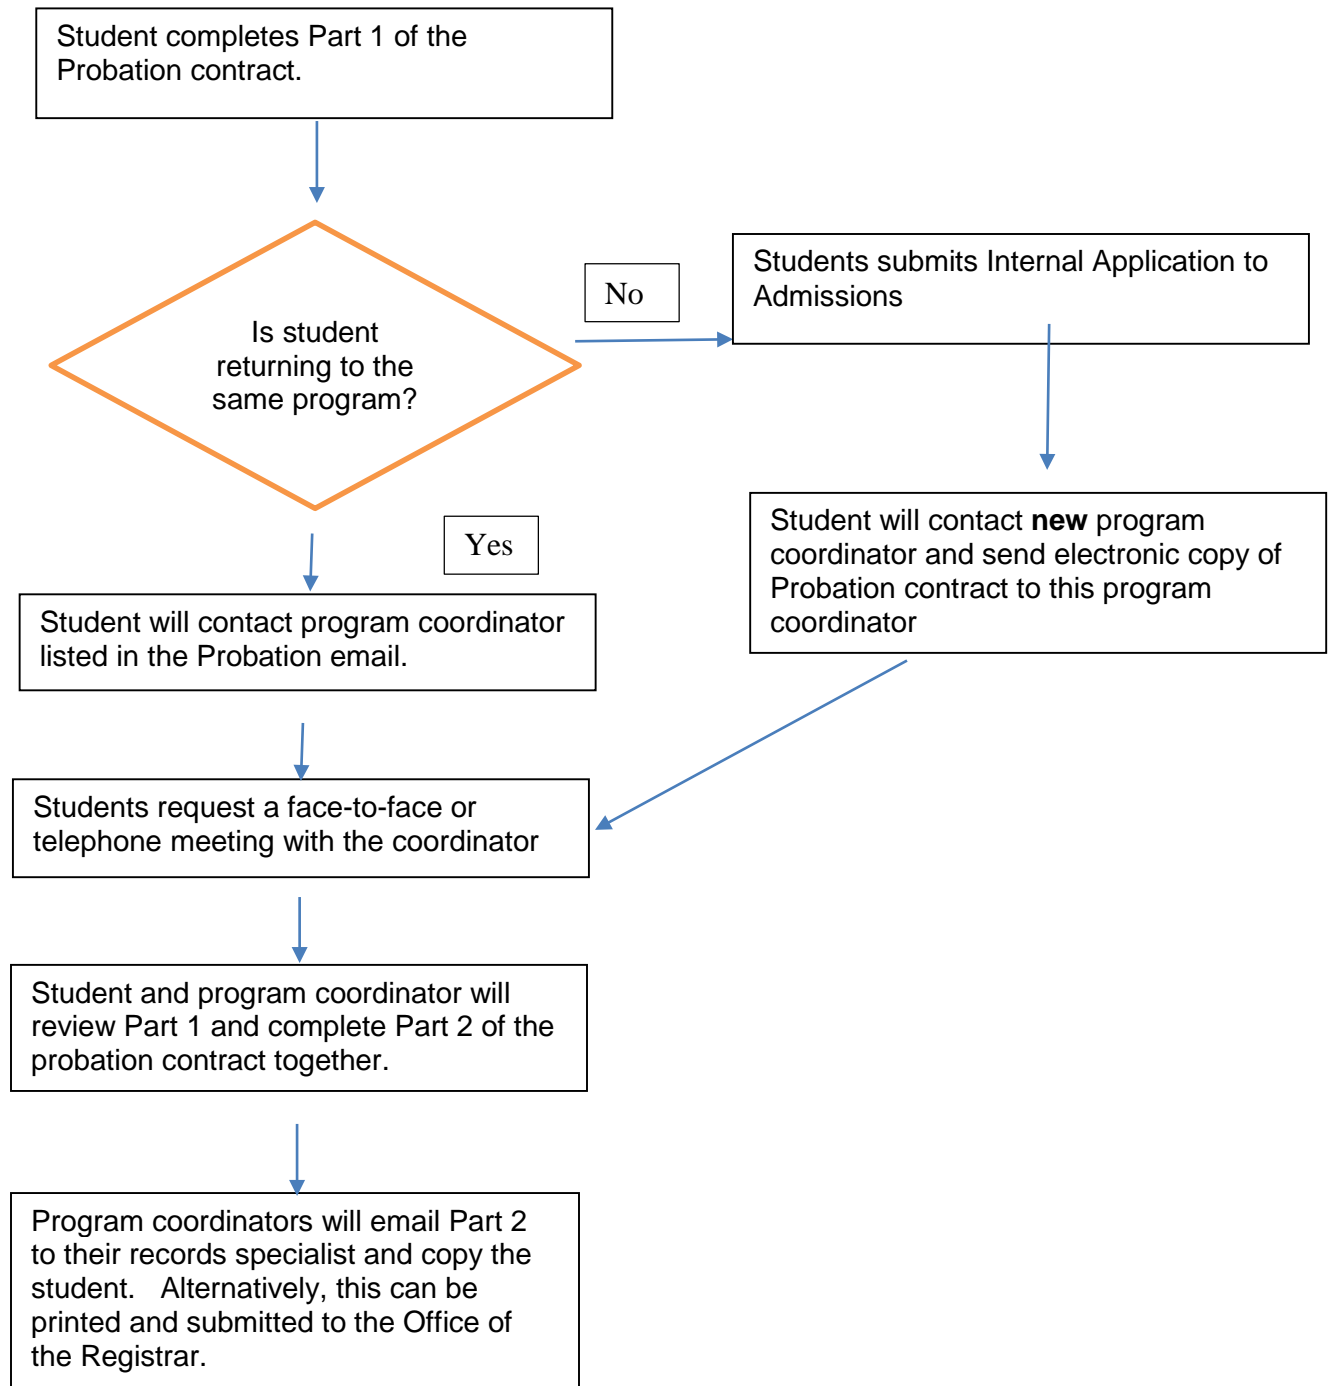 Student completes Part 1 of the
Probation contract.
Is student
returning to the
same program?
No
Students submits Internal Application to
Admissions
Student will contact new program
coordinator and send electronic copy of
Probation contract to this program
coordinator
Yes
Student will contact program coordinator
listed in the Probation email.
Students request a face-to-face or
telephone meeting with the coordinator
Student and program coordinator will
review Part 1 and complete Part 2 of the
probation contract together.
Program coordinators will email Part 2
to their records specialist and copy the
student.   Alternatively, this can be
printed and submitted to the Office of
the Registrar.